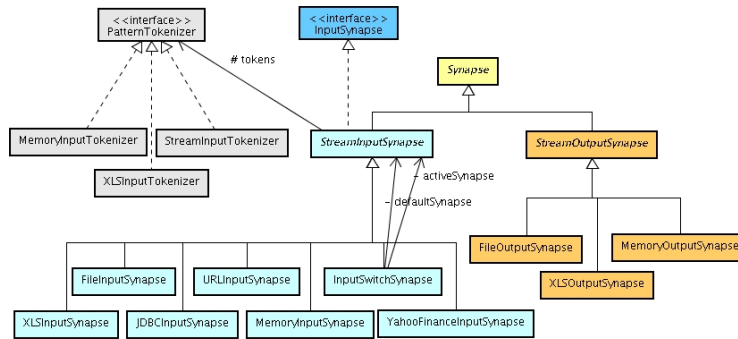 <<interface>>
PatternTokenizer
<<interface>>
InputSynapse
# tokens
Synapse
MemoryInputTokenizer
StreamInputTokenizer
StreamInputSynapse
StreamOutputSynapse
XLSInputTokenizer
- activeSynapse
- defaultSynapse
FileOutputSynapse
MemoryOutputSynapse
FileInputSynapse
URLInputSynapse
InputSwitchSynapse
XLSOutputSynapse
XLSInputSynapse
JDBCInputSynapse
MemoryInputSynapse
YahooFinanceInputSynapse